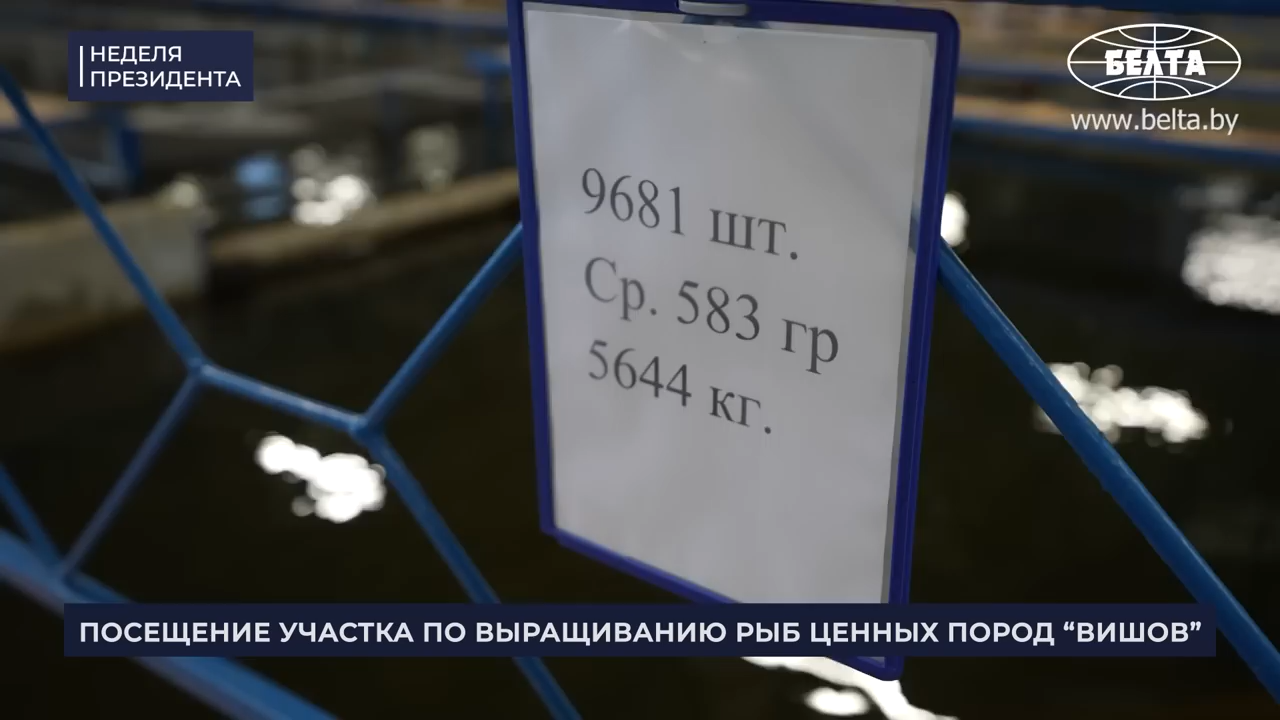 НЕДЕЛЯ
ПРЕЗИДЕНТА
БЕЛТА
www.belta.by
9681 шт.
Ср. 583 гр
5644 кг.
ПОСЕЩЕНИЕ УЧАСТКА ПО ВЫРАЩИВАНИЮ РЫБ ЦЕННЫХ ПОРОД “ВИШОВ”